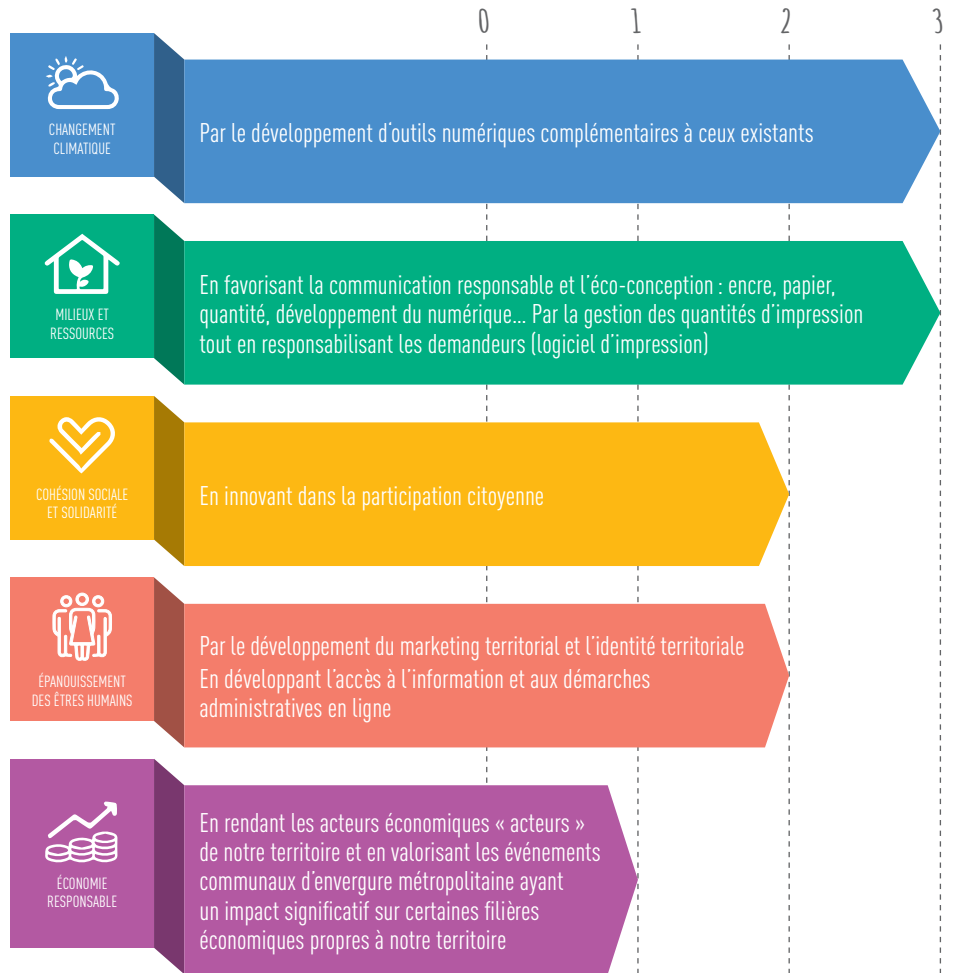 0 1 2 3
CHANGEMENT
CLIMATIQUE
Par le développement d'outils numériques complémentaires à ceux existants
MILIEUX ET
RESSOURCES
En favorisant la communication responsable et l'éco-conception : encre, papier,
quantité, développement du numérique... Par la gestion des quantités d'impression
tout en responsabilisant les demandeurs (logiciel d'impression)
COHÉSION SOCIALE
ET SOLIDARITÉ
En innovant dans la participation citoyenne
ÉPANOUISSEMENT
DES ÊTRES HUMAINS
Par le développement du marketing territorial et l'identité territoriale
En développant l'accès à l'information et aux démarches
administratives en ligne
ÉCONOMIE
RESPONSABLE
En rendant les acteurs économiques « acteurs »
de notre territoire et en valorisant les événements
communaux d'envergure métropolitaine ayant
un impact significatif sur certaines filières
économiques propres à notre territoire